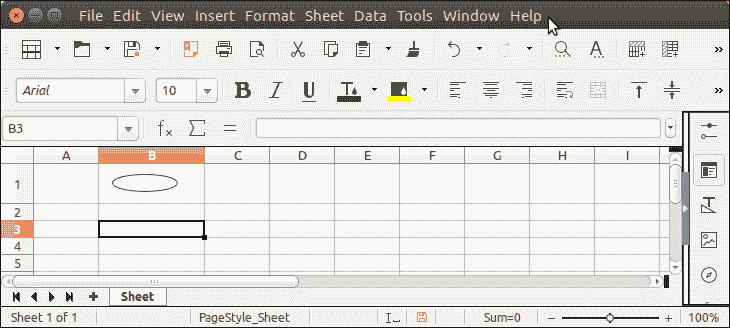 File Edit View Insert Format Sheet Data Tools Window Help
Arial 10 B I U T
B3 fx Σ =
A B C D E F G H I
1
2
3
4
5
Sheet
Sheet 1 of 1 PageStyle_Sheet Sum=0 100%